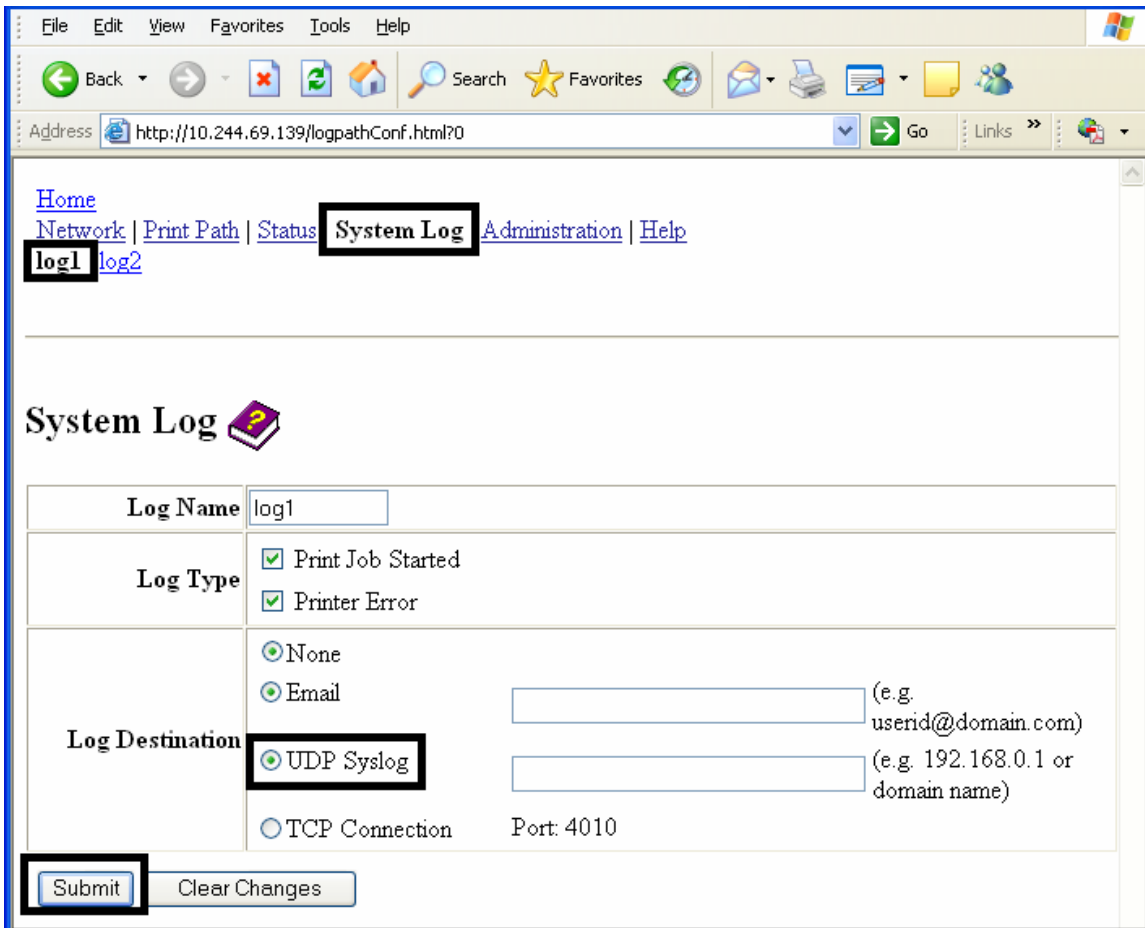 File Edit View Favorites Tools Help
Back Search Favorites
Address http://10.244.69.139/logpathConf.html?0 Go Links »
Home
Network | Print Path | Status System Log Administration | Help
log1 log2
System Log ?
Log Name log1
Log Type Print Job Started
Printer Error
Log Destination None
Email (e.g.
userid@domain.com)
UDP Syslog (e.g. 192.168.0.1 or
domain name)
TCP Connection Port: 4010
Submit Clear Changes